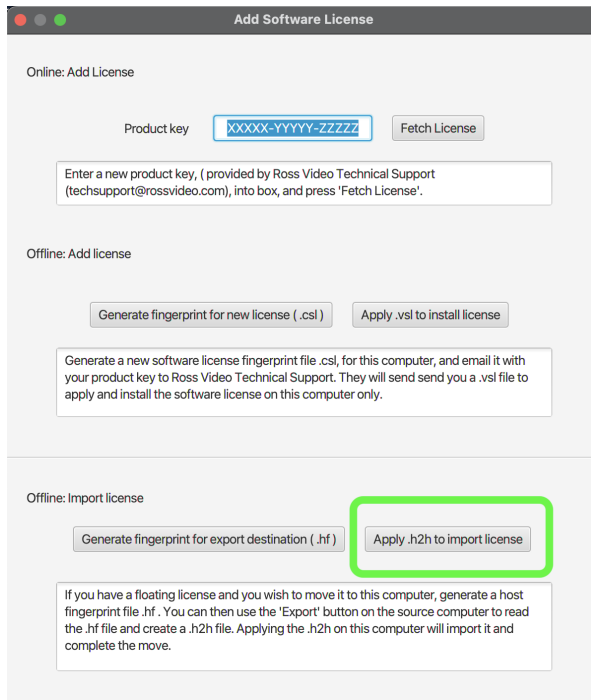 Add Software License
Online: Add License
Product key XXXXX-YYYYY-ZZZZZ Fetch License
Enter a new product key, ( provided by Ross Video Technical Support
(techsupport@rossvideo.com), into box, and press 'Fetch License'.
Offline: Add license
Generate fingerprint for new license ( .csl ) Apply .vsl to install license
Generate a new software license fingerprint file .csl, for this computer, and email it with
your product key to Ross Video Technical Support. They will send send you a .vsl file to
apply and install the software license on this computer only.
Offline: Import license
Generate fingerprint for export destination ( .hf ) Apply .h2h to import license
If you have a floating license and you wish to move it to this computer, generate a host
fingerprint file .hf . You can then use the 'Export' button on the source computer to read
the .hf file and create a .h2h file. Applying the .h2h on this computer will import it and
complete the move.